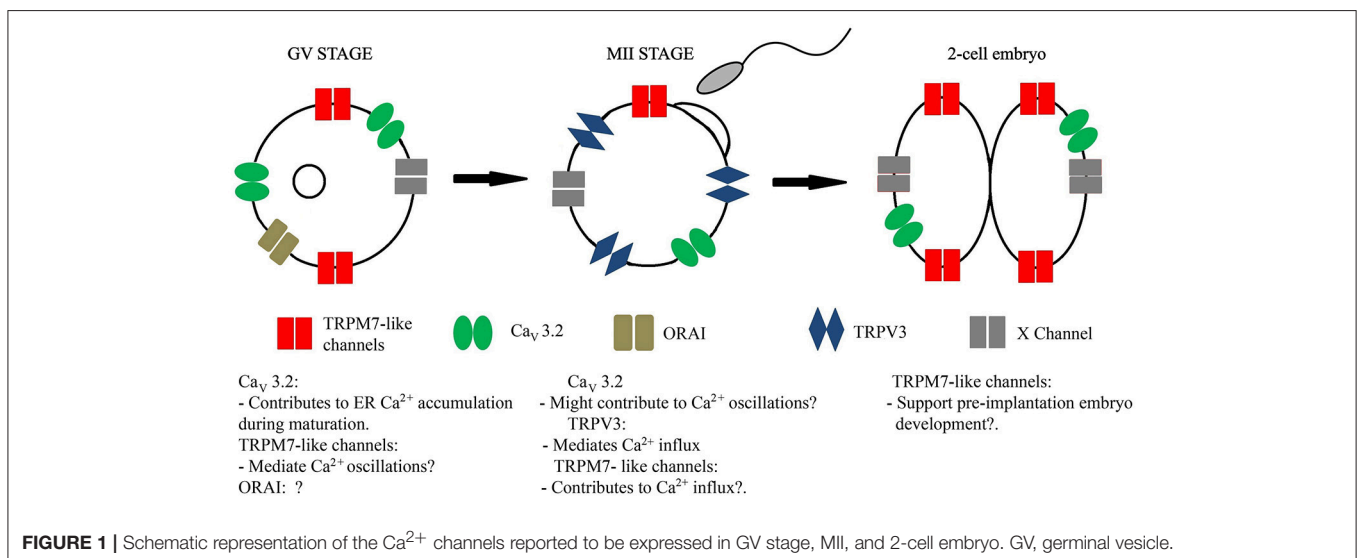 GV STAGE
MII STAGE
2-cell embryo
TRPM7-like
channels
Ca_V 3.2
ORAI
TRPV3
X Channel
Ca_V 3.2:
- Contributes to ER Ca²⁺ accumulation
during maturation.
TRPM7-like channels:
- Mediate Ca²⁺ oscillations?
ORAI: ?
Ca_V 3.2
- Might contribute to Ca²⁺ oscillations?
TRPV3:
- Mediates Ca²⁺ influx
TRPM7- like channels:
- Contributes to Ca²⁺ influx?.
TRPM7-like channels:
- Support pre-implantation embryo
development?.
FIGURE 1 | Schematic representation of the Ca²⁺ channels reported to be expressed in GV stage, MII, and 2-cell embryo. GV, germinal vesicle.